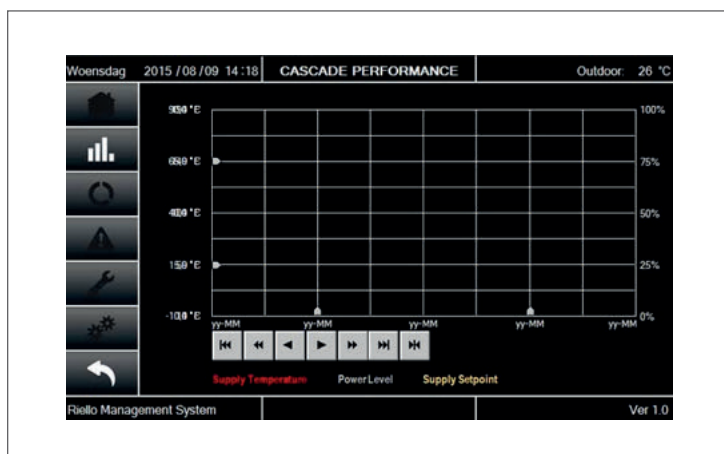 Woensdag 2015/08/09 14:18 CASCADE PERFORMANCE Outdoor: 26 °C
100%
75%
50%
25%
0%
yy-MM yy-MM yy-MM yy-MM yy-MM
Supply Temperature Power Level Supply Setpoint
Riello Management System Ver 1.0